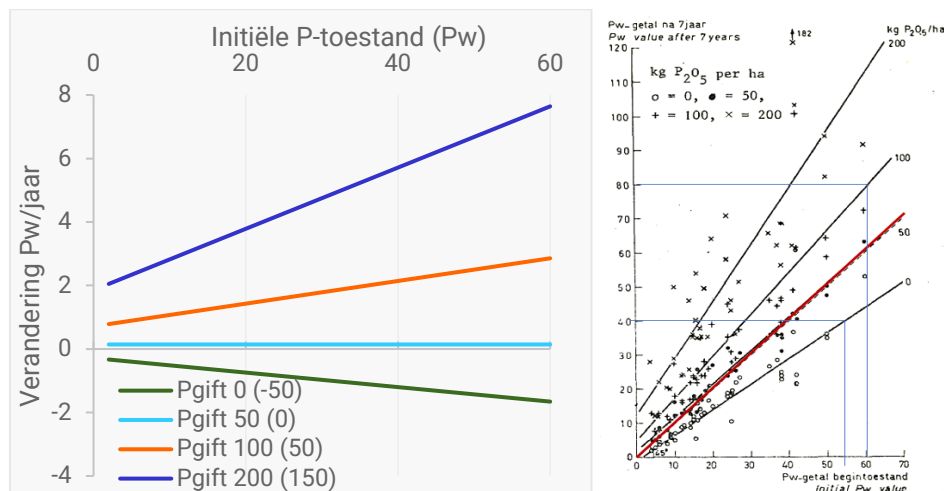 Initiële P-toestand (Pw)
0 20 40 60
Verandering Pw/jaar
8
6
4
2
0
-2
-4
Pgift 0 (-50)
Pgift 50 (0)
Pgift 100 (50)
Pgift 200 (150)
Pw-getal na 7jaar
Pw value after 7 years
kg P2O5/ha
182
200
kg P2O5 per ha
o = 0, ● = 50,
+ = 100, × = 200
100
50
0
120
110
100
90
80
70
60
50
40
30
20
10
0
0 10 20 30 40 50 60 70
Pw-getal begintoestand
Initial Pw value